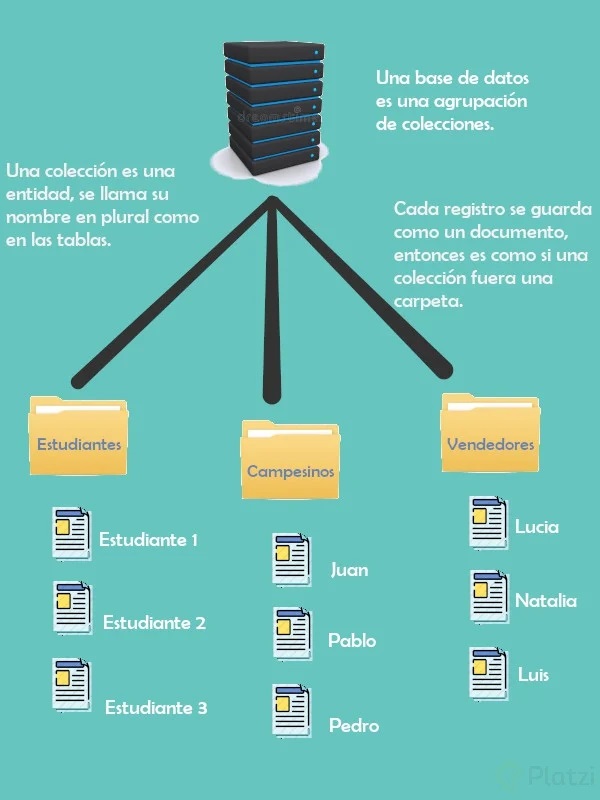 Una base de datos
es una agrupación
de colecciones.
Una colección es una
entidad, se llama su
nombre en plural como
en las tablas.
Cada registro se guarda
como un documento,
entonces es como si una
colección fuera una
carpeta.
Estudiantes
Campesinos
Vendedores
Estudiante 1
Estudiante 2
Estudiante 3
Juan
Pablo
Pedro
Lucia
Natalia
Luis
Platzi